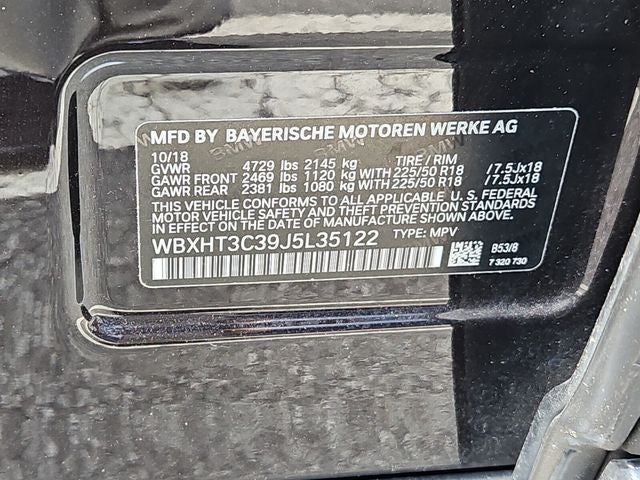 MFD BY BAYERISCHE MOTOREN WERKE AG
10/18
GVWR 4729 lbs 2145 kg TIRE / RIM
GAWR FRONT 2469 lbs 1120 kg WITH 225/50 R18 /7.5Jx18
GAWR REAR 2381 lbs 1080 kg WITH 225/50 R18 /7.5Jx18
THIS VEHICLE CONFORMS TO ALL APPLICABLE U. S. FEDERAL
MOTOR VEHICLE SAFETY, BUMPER, AND THEFT PREVENTION STANDARDS
IN EFFECT ON THE DATE OF MANUFACTURE SHOWN ABOVE.
WBXHT3C39J5L35122 TYPE: MPV
B53/8
7 320 730